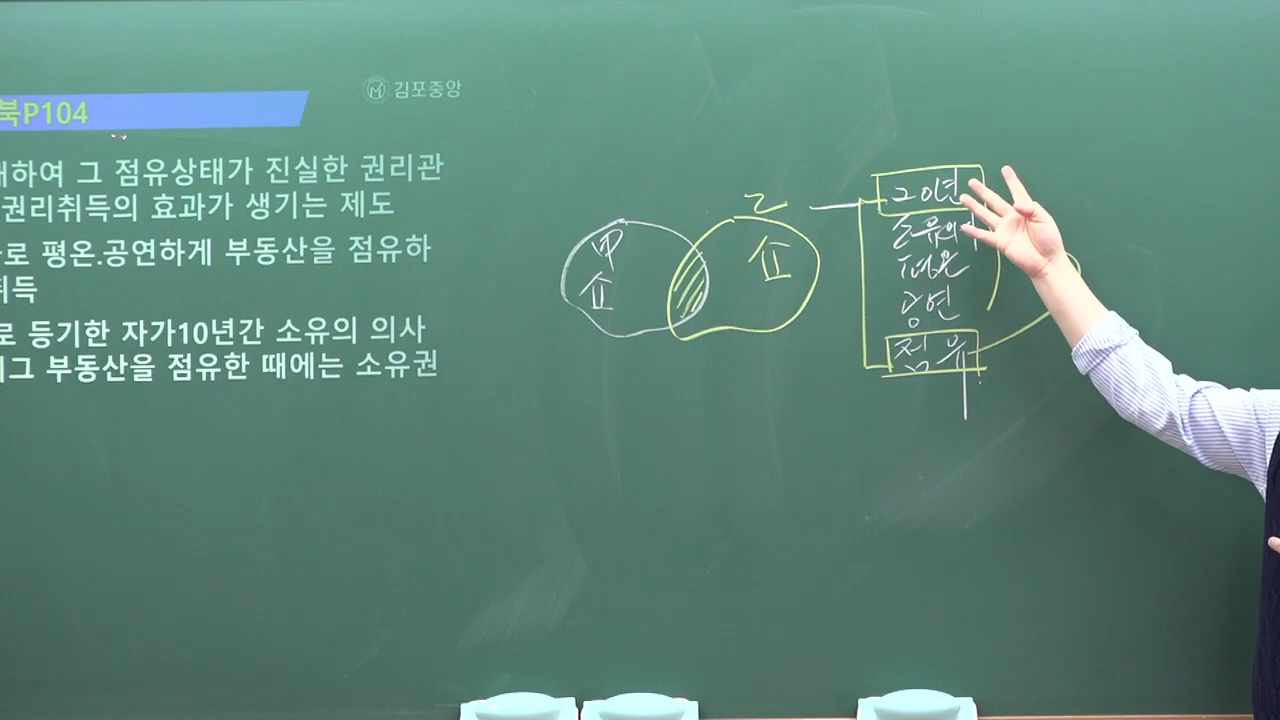 김포중앙
북P104
하여 그 점유상태가 진실한 권리관
권리취득의 효과가 생기는 제도
로 평온.공연하게 부동산을 점유하
취득
로 등기한 자가10년간 소유의 의사
그 부동산을 점유한 때에는 소유권
甲
소
乙
소
20년
소유의
평온
공연
점유